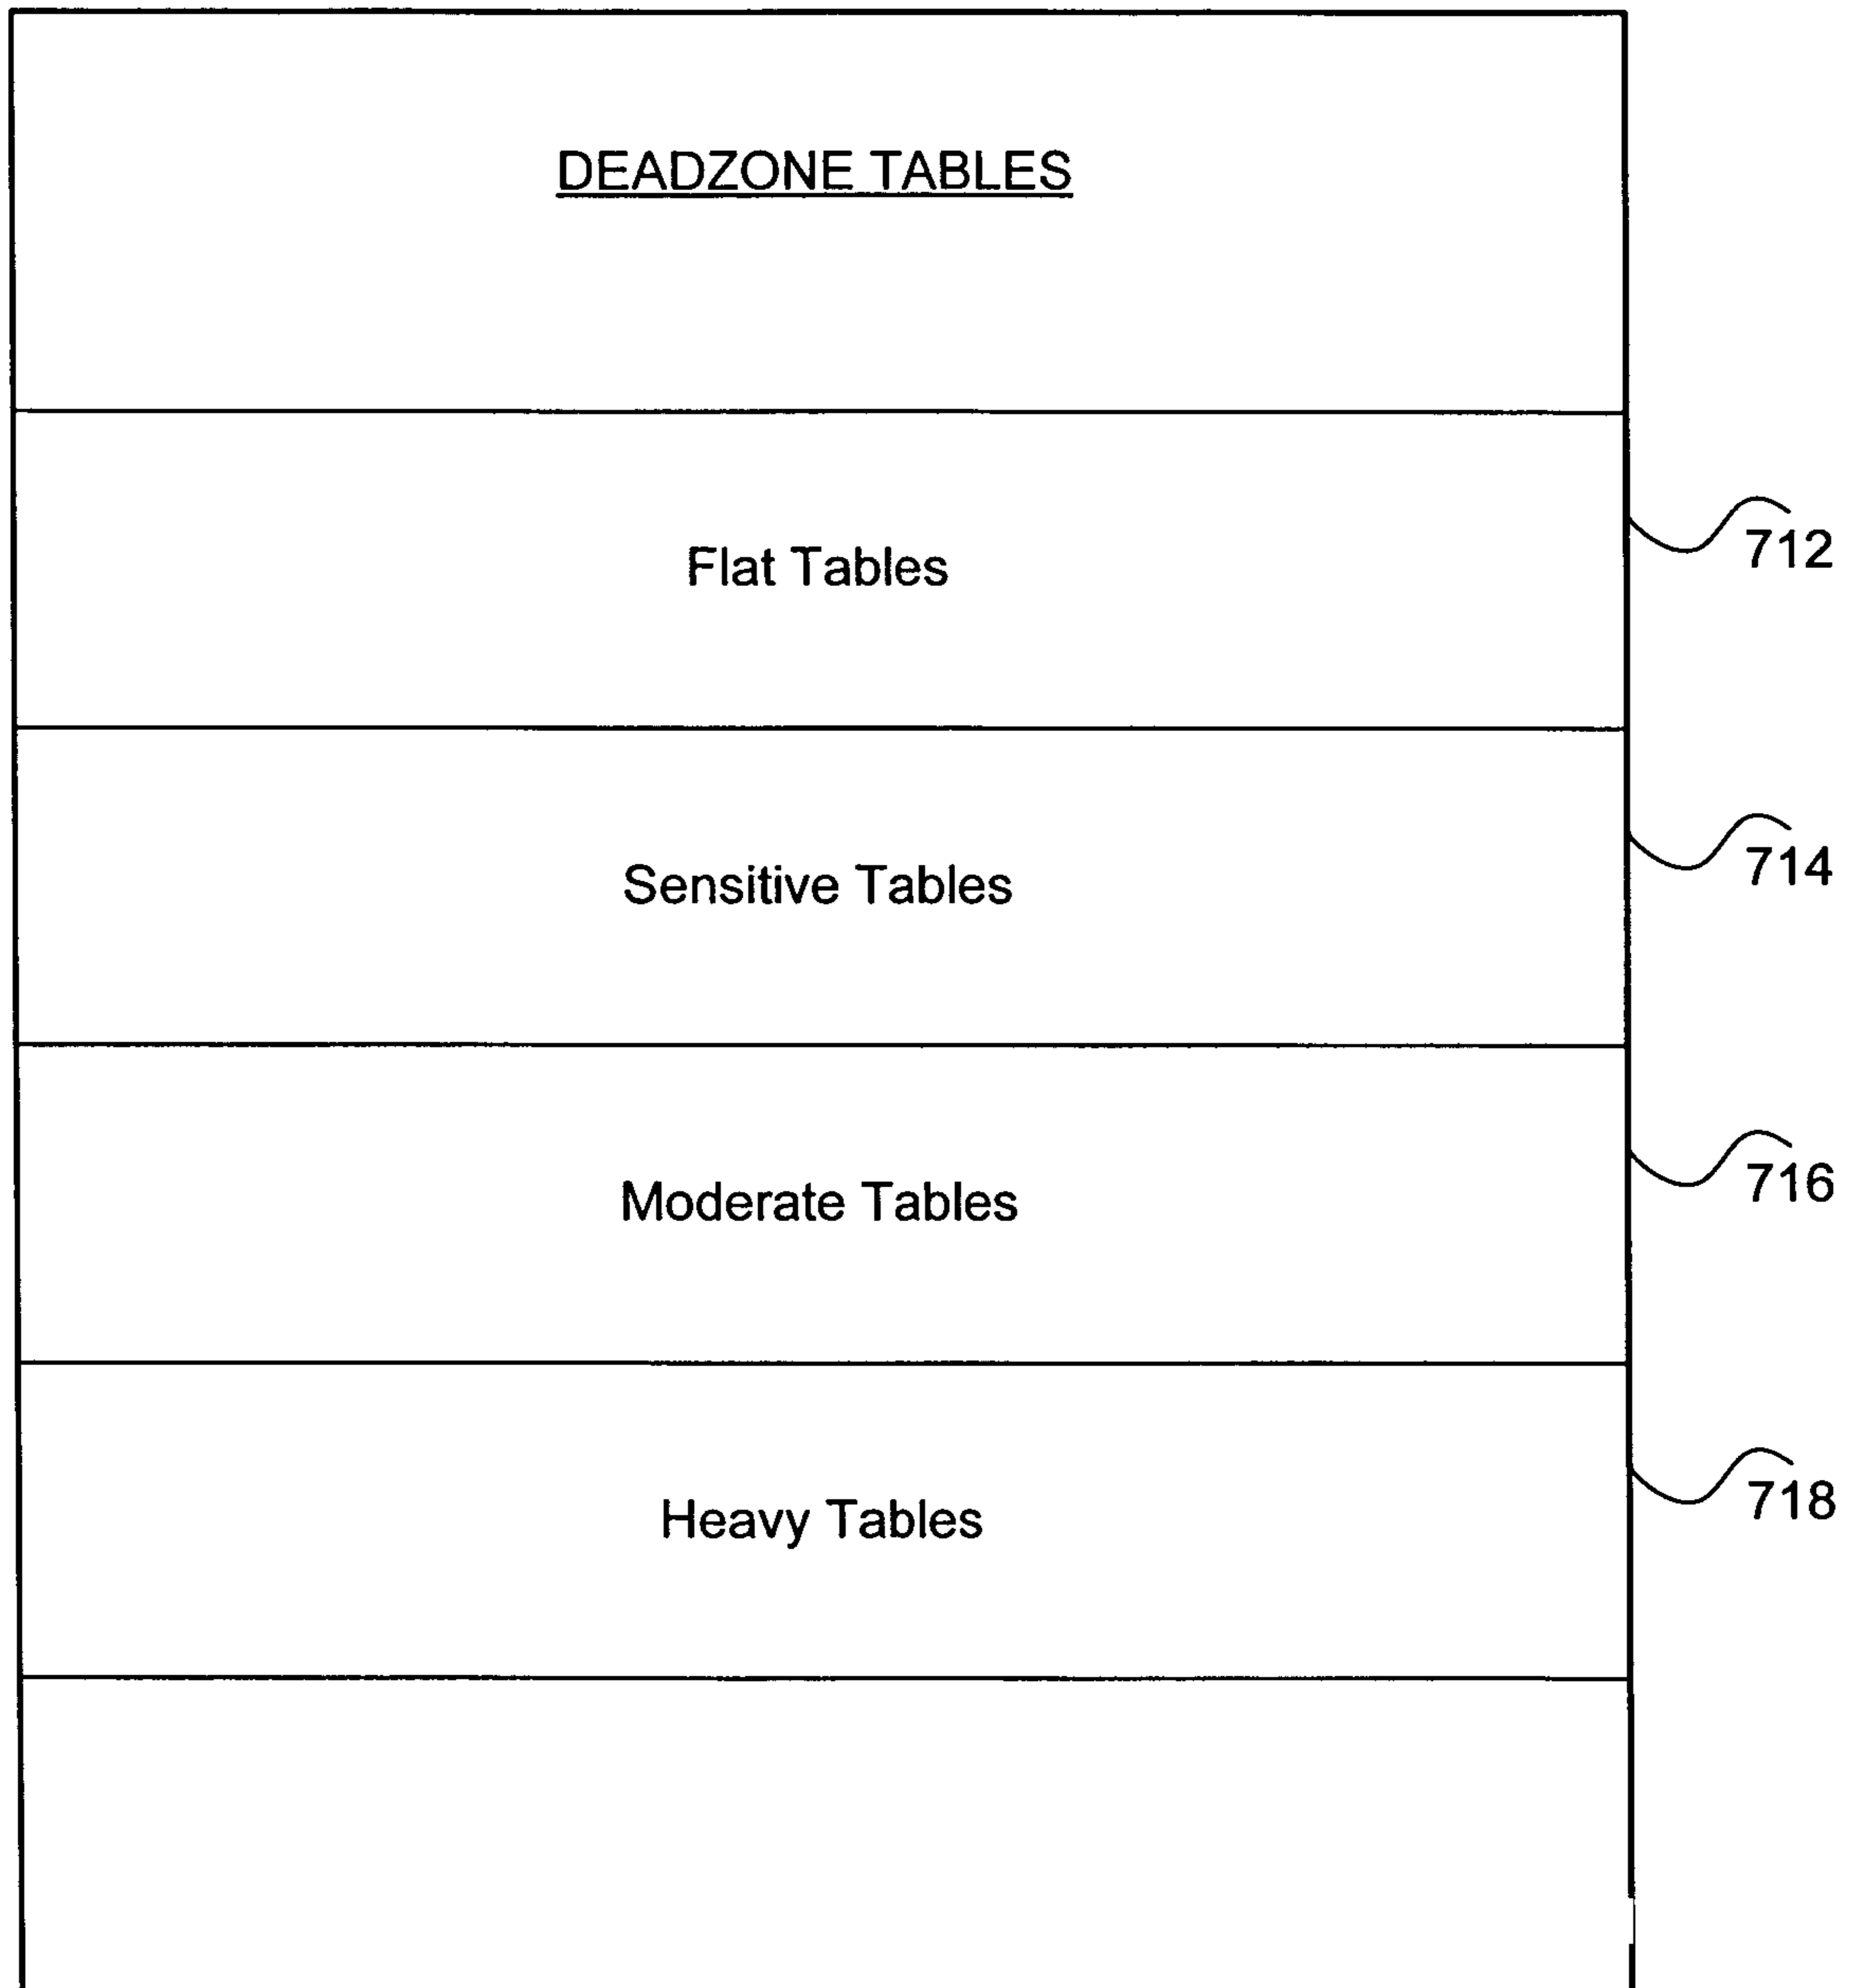 DEADZONE TABLES
Flat Tables
712
Sensitive Tables
714
Moderate Tables
716
Heavy Tables
718